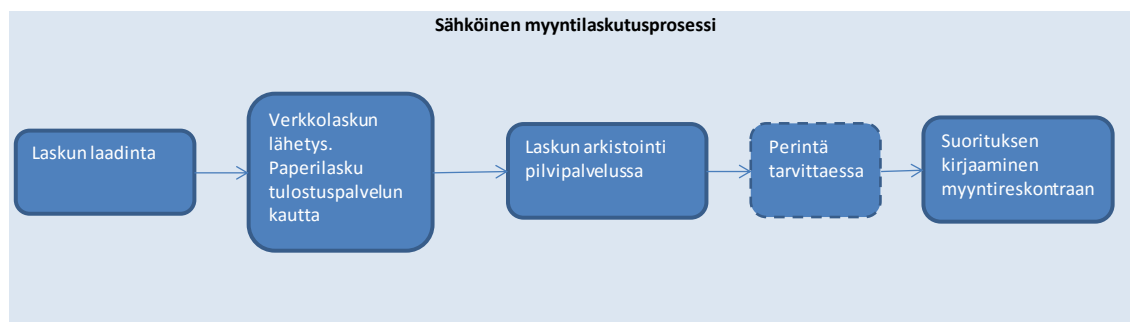 Sähköinen myyntilaskutusprosessi
Laskun laadinta
Verkkolaskun
lähetys.
Paperilasku
tulostuspalvelun
kautta
Laskun arkistointi
pilvipalvelussa
Perintä
tarvittaessa
Suorituksen
kirjaaminen
myyntireskontraan